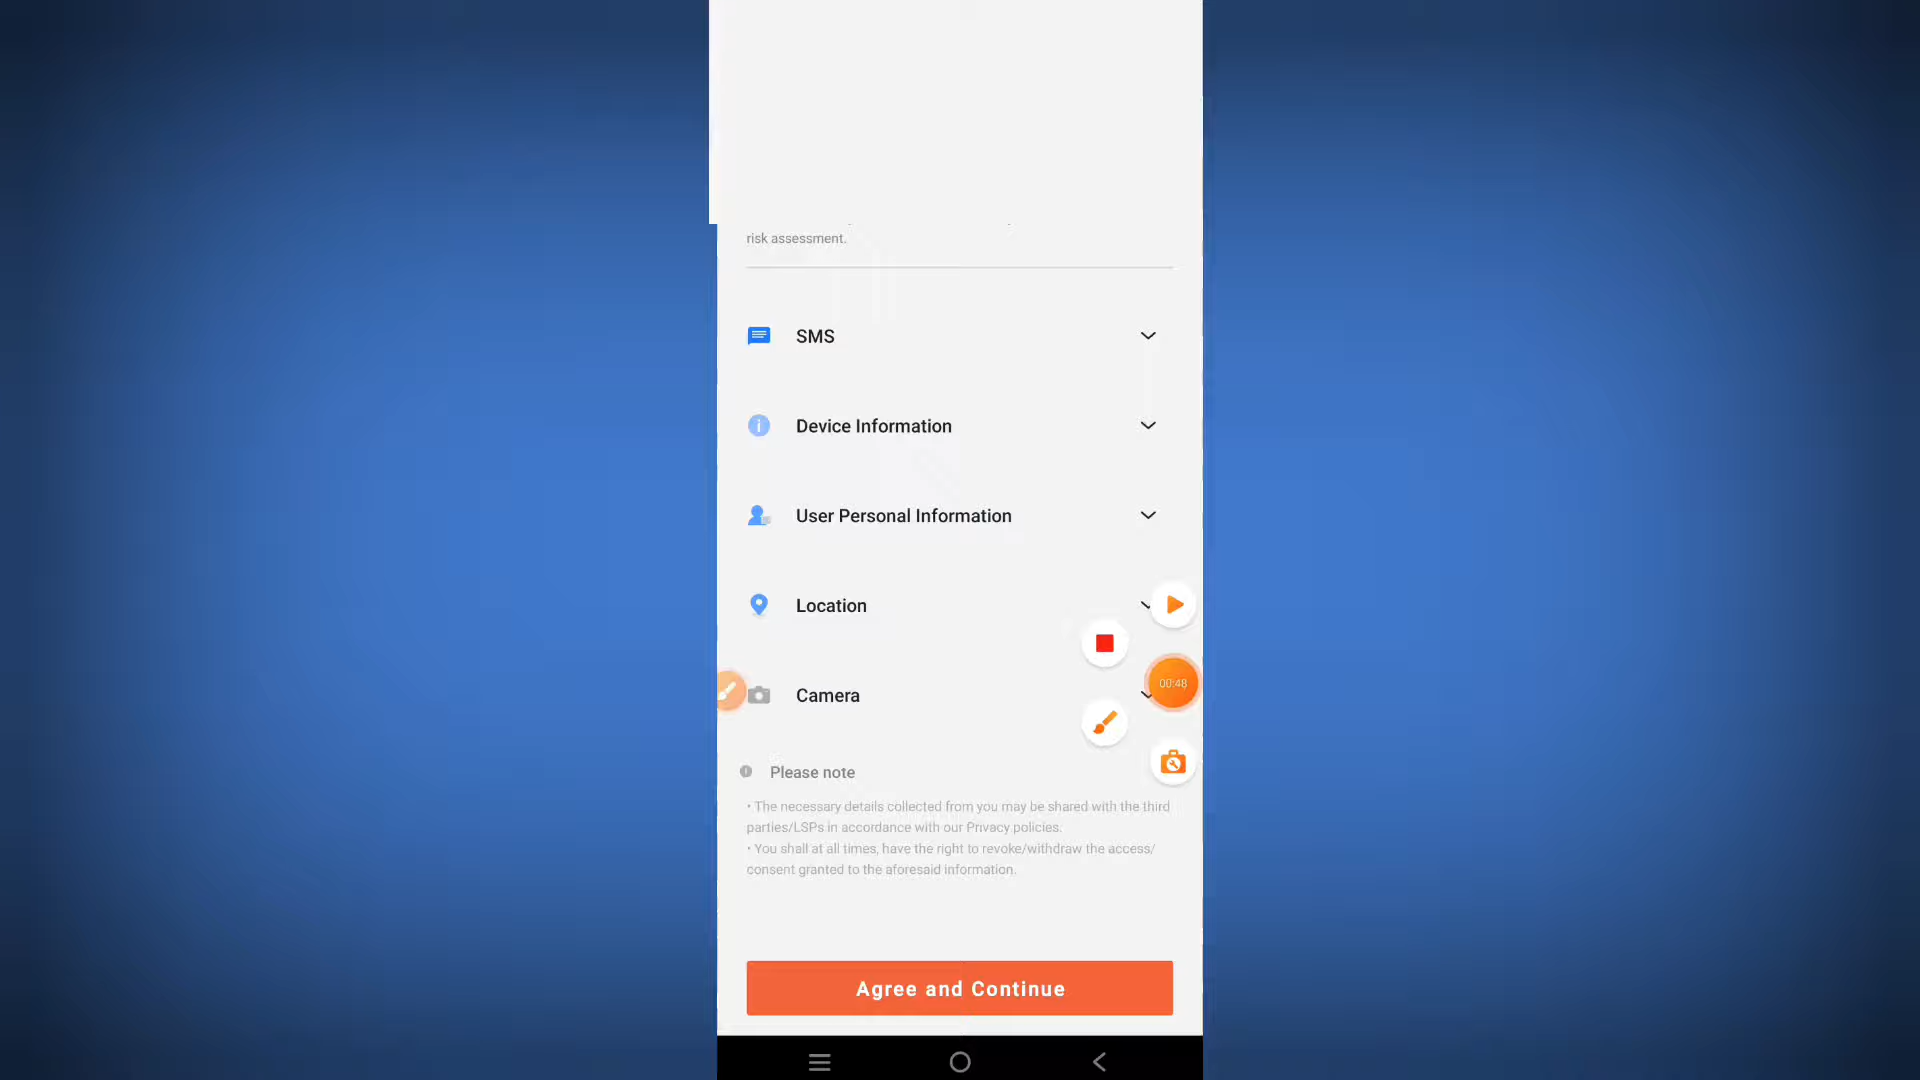 risk assessment.
SMS
Device Information
User Personal Information
Location
00:48
Camera
Please note
• The necessary details collected from you may be shared with the third
parties/LSPs in accordance with our Privacy policies.
• You shall at all times, have the right to revoke/withdraw the access/
consent granted to the aforesaid information.
Agree and Continue